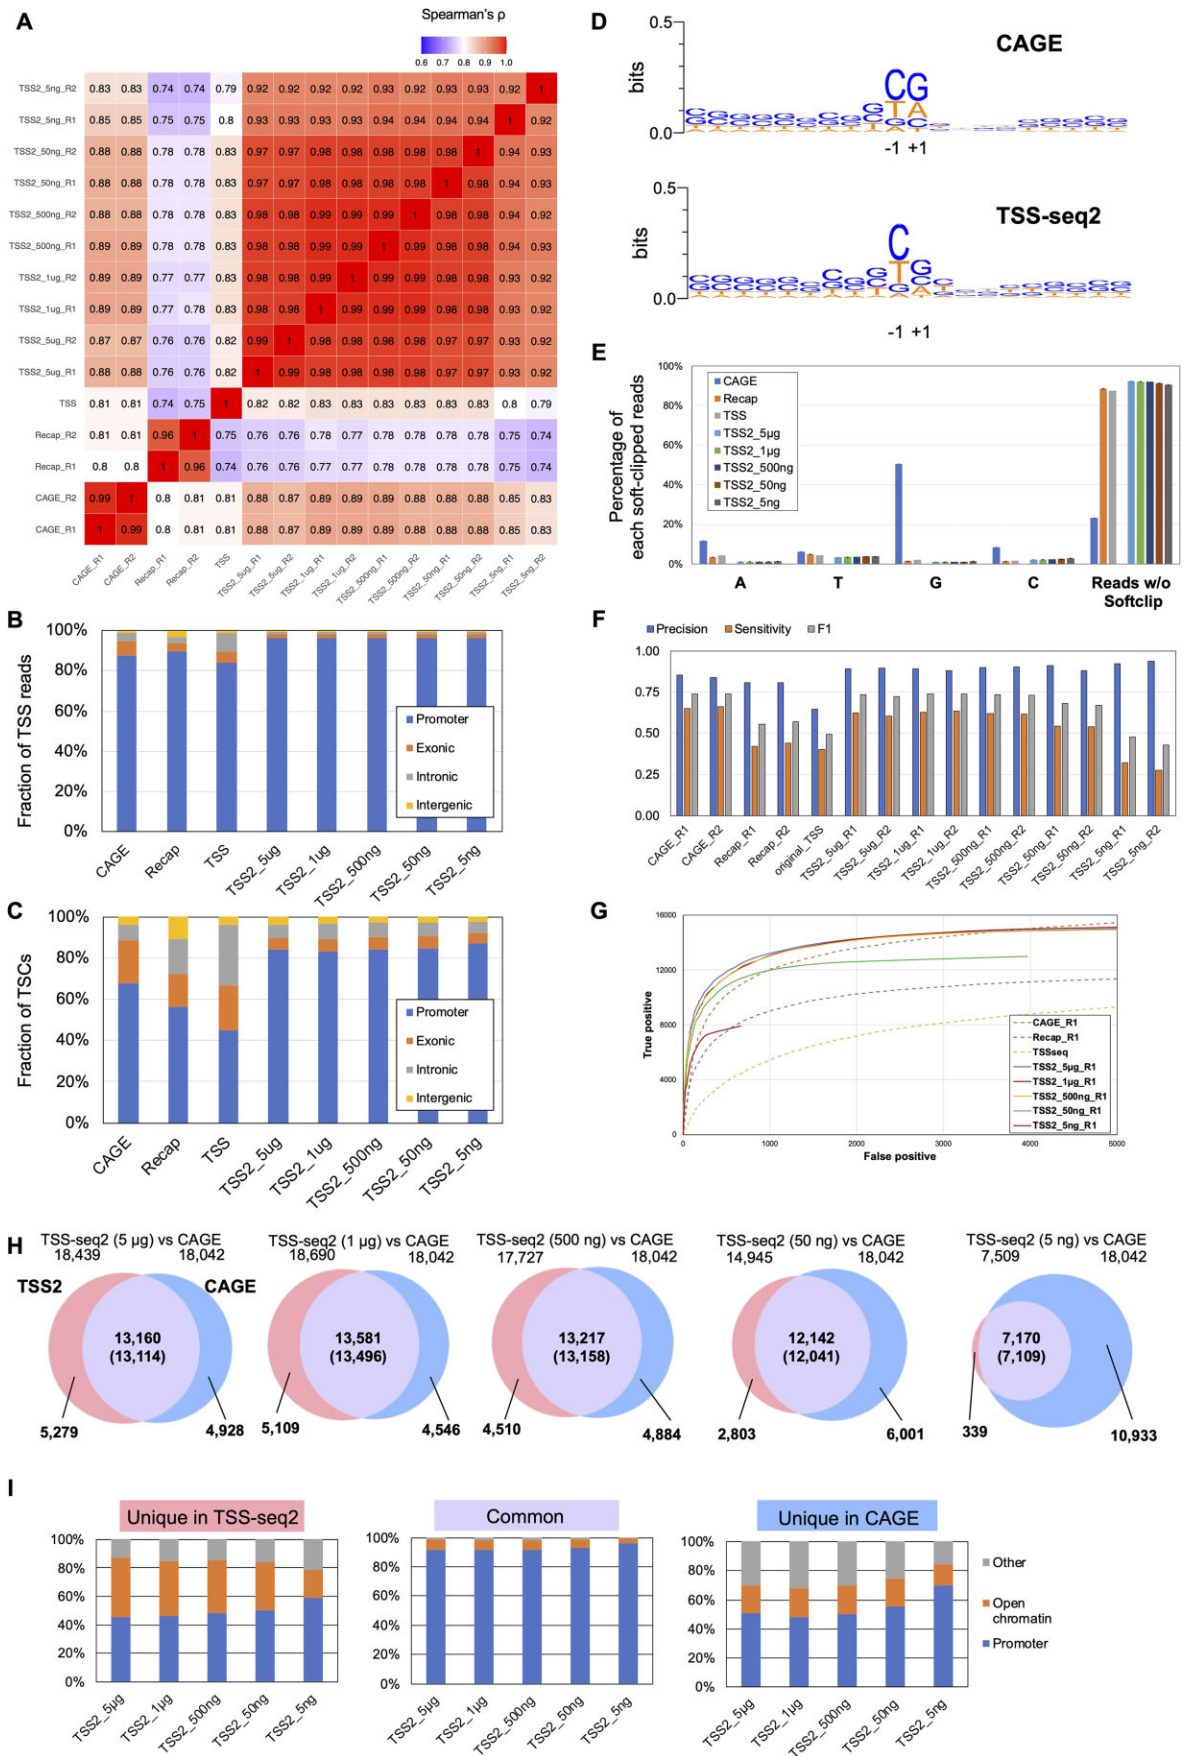 A
Spearman's ρ
0.6 0.7 0.8 0.9 1.0
TSS2_5ng_R2 0.83 0.83 0.74 0.74 0.79 0.92 0.92 0.92 0.92 0.93 0.92 0.93 0.93 0.92 1
TSS2_5ng_R1 0.85 0.85 0.75 0.75 0.8 0.93 0.93 0.93 0.93 0.94 0.94 0.94 0.94 1 0.92
TSS2_50ng_R2 0.88 0.88 0.78 0.78 0.83 0.97 0.97 0.98 0.98 0.98 0.98 0.98 1 0.94 0.93
TSS2_50ng_R1 0.88 0.88 0.78 0.78 0.83 0.97 0.97 0.98 0.98 0.98 0.98 1 0.98 0.94 0.93
TSS2_500ng_R2 0.88 0.88 0.78 0.78 0.83 0.98 0.98 0.99 0.99 0.99 1 0.98 0.98 0.94 0.92
TSS2_500ng_R1 0.89 0.89 0.78 0.78 0.83 0.98 0.98 0.99 0.99 1 0.99 0.98 0.98 0.94 0.93
TSS2_1ug_R2 0.89 0.89 0.77 0.77 0.83 0.98 0.98 0.99 1 0.99 0.99 0.98 0.98 0.93 0.92
TSS2_1ug_R1 0.89 0.89 0.77 0.78 0.83 0.98 0.98 1 0.99 0.99 0.99 0.98 0.98 0.93 0.92
TSS2_5ug_R2 0.87 0.87 0.76 0.76 0.82 0.99 1 0.98 0.98 0.98 0.98 0.97 0.97 0.93 0.92
TSS2_5ug_R1 0.88 0.88 0.76 0.76 0.82 1 0.99 0.98 0.98 0.98 0.98 0.97 0.97 0.93 0.92
TSS 0.81 0.81 0.74 0.75 1 0.82 0.82 0.83 0.83 0.83 0.83 0.83 0.83 0.8 0.79
Recap_R2 0.81 0.81 0.96 1 0.75 0.76 0.76 0.78 0.77 0.78 0.78 0.78 0.78 0.75 0.74
Recap_R1 0.8 0.8 1 0.96 0.74 0.76 0.76 0.77 0.77 0.78 0.78 0.78 0.78 0.75 0.74
CAGE_R2 0.99 1 0.8 0.81 0.81 0.88 0.87 0.89 0.89 0.89 0.88 0.88 0.88 0.85 0.83
CAGE_R1 1 0.99 0.8 0.81 0.81 0.88 0.87 0.89 0.89 0.89 0.88 0.88 0.88 0.85 0.83
CAGE_R1 CAGE_R2 Recap_R1 Recap_R2 TSS TSS2_5ug_R1 TSS2_5ug_R2 TSS2_1ug_R1 TSS2_1ug_R2 TSS2_500ng_R1 TSS2_500ng_R2 TSS2_50ng_R1 TSS2_50ng_R2 TSS2_5ng_R1 TSS2_5ng_R2
B
Fraction of TSS reads
100%
80%
60%
40%
20%
0%
Promoter
Exonic
Intronic
Intergenic
CAGE Recap TSS TSS2_5ug TSS2_1ug TSS2_500ng TSS2_50ng TSS2_5ng
C
Fraction of TSCs
100%
80%
60%
40%
20%
0%
Promoter
Exonic
Intronic
Intergenic
CAGE Recap TSS TSS2_5ug TSS2_1ug TSS2_500ng TSS2_50ng TSS2_5ng
D
CAGE
bits
0.5
0.0
-1 +1
TSS-seq2
bits
0.5
0.0
-1 +1
E
Percentage of
each soft-clipped reads
100%
80%
60%
40%
20%
0%
CAGE
Recap
TSS
TSS2_5µg
TSS2_1µg
TSS2_500ng
TSS2_50ng
TSS2_5ng
A T G C Reads w/o
Softclip
F
Precision Sensitivity F1
1.00
0.75
0.50
0.25
0.00
CAGE_R1 CAGE_R2 Recap_R1 Recap_R2 original_TSS TSS2_5ug_R1 TSS2_5ug_R2 TSS2_1ug_R1 TSS2_1ug_R2 TSS2_500ng_R1 TSS2_500ng_R2 TSS2_50ng_R1 TSS2_50ng_R2 TSS2_5ng_R1 TSS2_5ng_R2
G
True positive
16000
12000
8000
4000
0
0 1000 2000 3000 4000 5000
False positive
CAGE_R1
Recap_R1
TSSseq
TSS2_5µg_R1
TSS2_1µg_R1
TSS2_500ng_R1
TSS2_50ng_R1
TSS2_5ng_R1
H
TSS-seq2 (5 µg) vs CAGE
18,439 18,042
TSS2 CAGE
13,160
(13,114)
5,279 4,928
TSS-seq2 (1 µg) vs CAGE
18,690 18,042
13,581
(13,496)
5,109 4,546
TSS-seq2 (500 ng) vs CAGE
17,727 18,042
13,217
(13,158)
4,510 4,884
TSS-seq2 (50 ng) vs CAGE
14,945 18,042
12,142
(12,041)
2,803 6,001
TSS-seq2 (5 ng) vs CAGE
7,509 18,042
7,170
(7,109)
339 10,933
I
Unique in TSS-seq2
100%
80%
60%
40%
20%
0%
TSS2_5µg TSS2_1µg TSS2_500ng TSS2_50ng TSS2_5ng
Common
100%
80%
60%
40%
20%
0%
TSS2_5µg TSS2_1µg TSS2_500ng TSS2_50ng TSS2_5ng
Unique in CAGE
100%
80%
60%
40%
20%
0%
TSS2_5µg TSS2_1µg TSS2_500ng TSS2_50ng TSS2_5ng
Other
Open
chromatin
Promoter